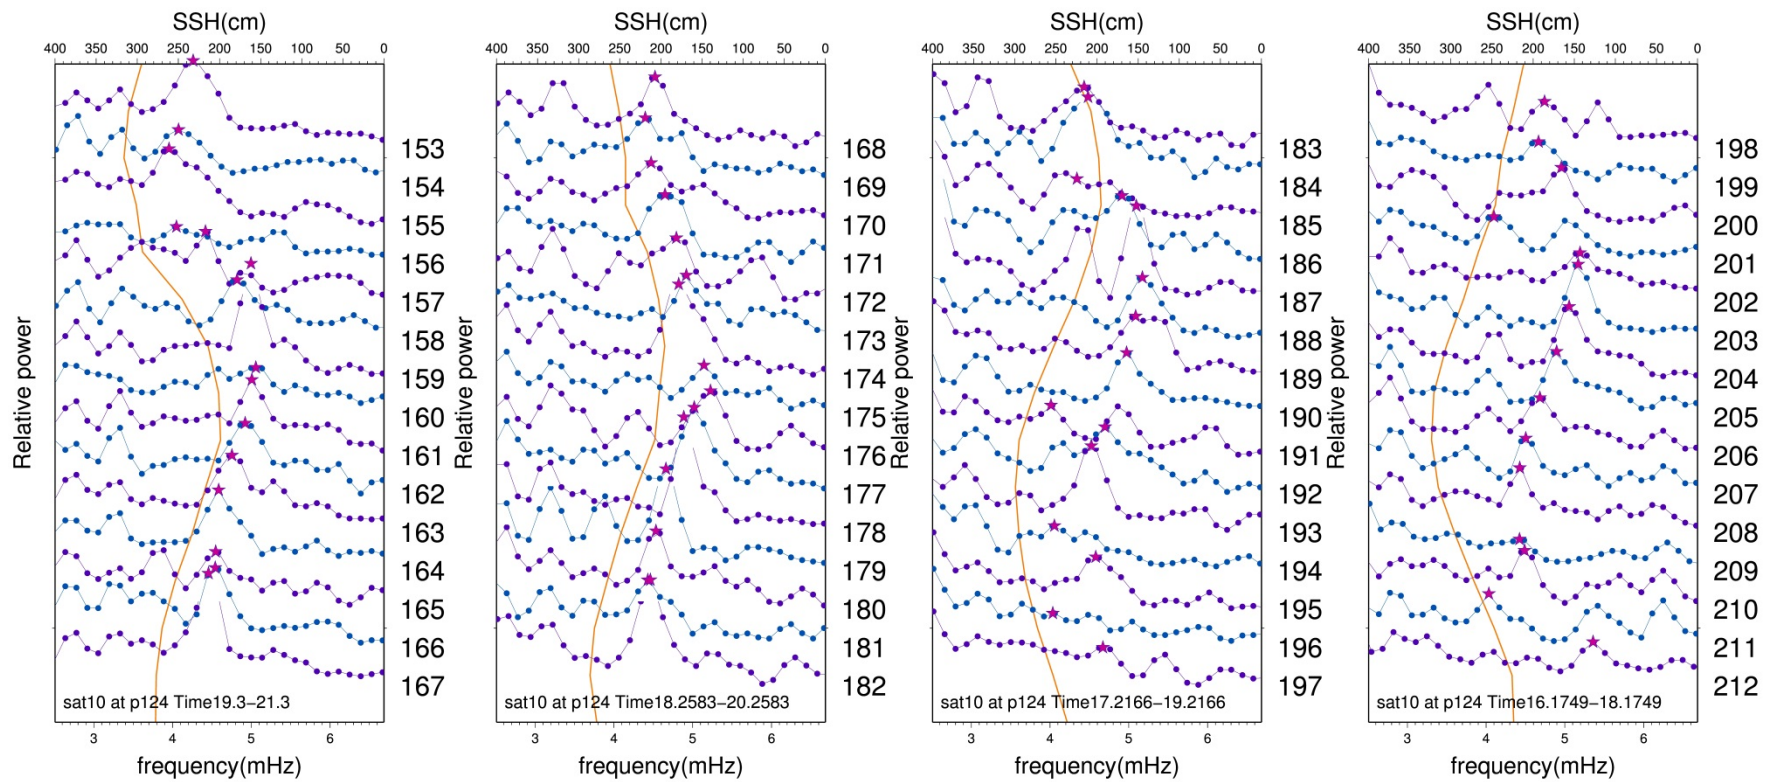 SSH(cm) SSH(cm) SSH(cm) SSH(cm)
400 350 300 250 200 150 100 50 0 400 350 300 250 200 150 100 50 0 400 350 300 250 200 150 100 50 0 400 350 300 250 200 150 100 50 0
153 168 183 198
154 169 184 199
155 170 185 200
156 171 186 201
157 172 187 202
158 173 188 203
159 174 189 204
160 175 190 205
161 176 191 206
162 177 192 207
163 178 193 208
164 179 194 209
165 180 195 210
166 181 196 211
167 182 197 212
Relative power
Relative power
Relative power
Relative power
sat10 at p124 Time19.3–21.3 sat10 at p124 Time18.2583–20.2583 sat10 at p124 Time17.2166–19.2166 sat10 at p124 Time16.1749–18.1749
3 4 5 6 3 4 5 6 4 5 6 3 4 5 6
frequency(mHz) frequency(mHz) frequency(mHz) frequency(mHz)